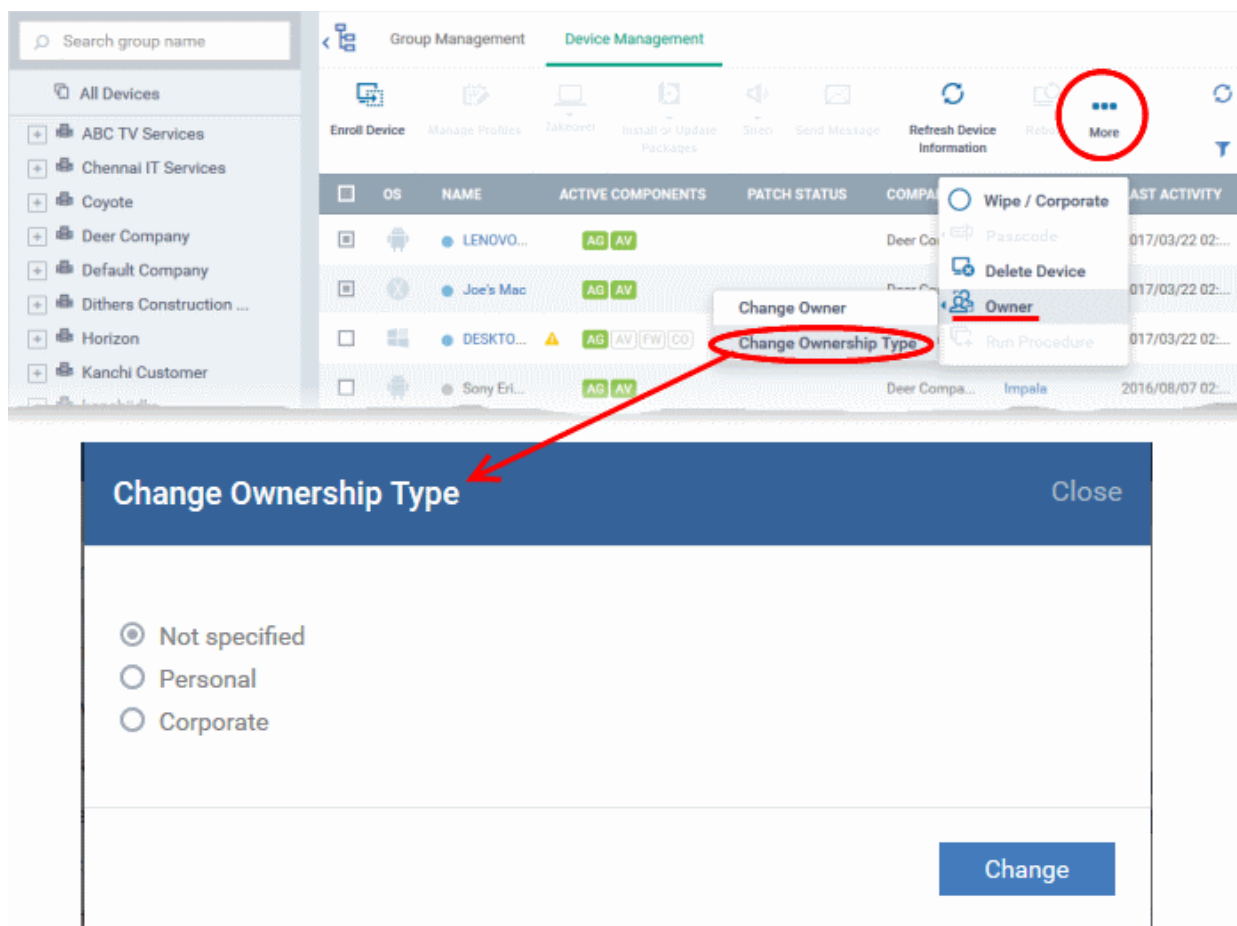 Search group name
Group Management
Device Management
All Devices
Enroll Device
Manage Profiles
Takeover
Install or Update
Packages
Siren
Send Message
Refresh Device
Information
More
ABC TV Services
Chennai IT Services
Coyote
Deer Company
Default Company
Dithers Construction ...
Horizon
Kanchi Customer
OS
NAME
ACTIVE COMPONENTS
PATCH STATUS
AST ACTIVITY
LENOVO...
AG AV
Deer Co
017/03/22 02:...
Joe's Mac
AG AV
017/03/22 02:...
DESKTO...
AG AV FW CO
017/03/22 02:...
Sony Eri...
AG AV
Deer Compa...
Impala
2016/08/07 02:...
Wipe / Corporate
Passcode
Delete Device
Owner
Run Procedure
Change Owner
Change Ownership Type
Change Ownership Type
Close
Not specified
Personal
Corporate
Change